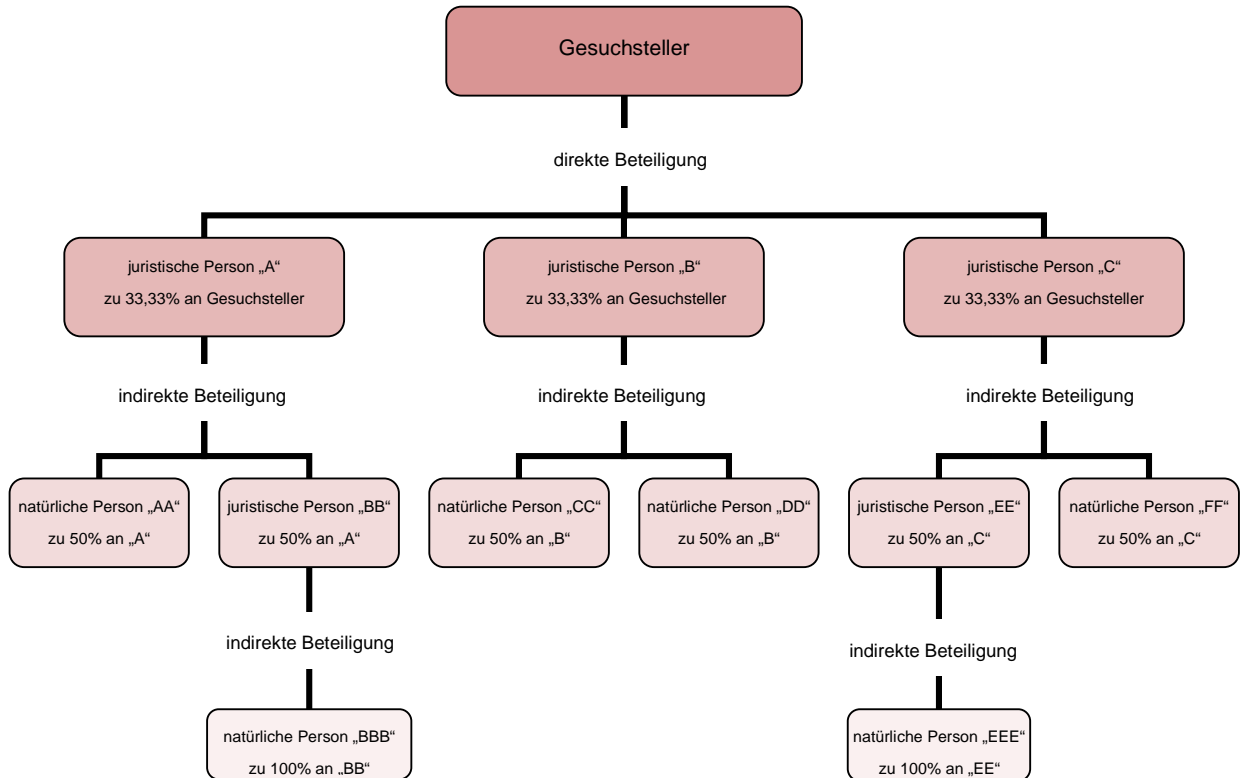 Gesuchsteller
direkte Beteiligung
juristische Person „A“
zu 33,33% an Gesuchsteller
juristische Person „B“
zu 33,33% an Gesuchsteller
juristische Person „C“
zu 33,33% an Gesuchsteller
indirekte Beteiligung
indirekte Beteiligung
indirekte Beteiligung
natürliche Person „AA“
zu 50% an „A“
juristische Person „BB“
zu 50% an „A“
natürliche Person „CC“
zu 50% an „B“
natürliche Person „DD“
zu 50% an „B“
juristische Person „EE“
zu 50% an „C“
natürliche Person „FF“
zu 50% an „C“
indirekte Beteiligung
indirekte Beteiligung
natürliche Person „BBB“
zu 100% an „BB“
natürliche Person „EEE“
zu 100% an „EE“